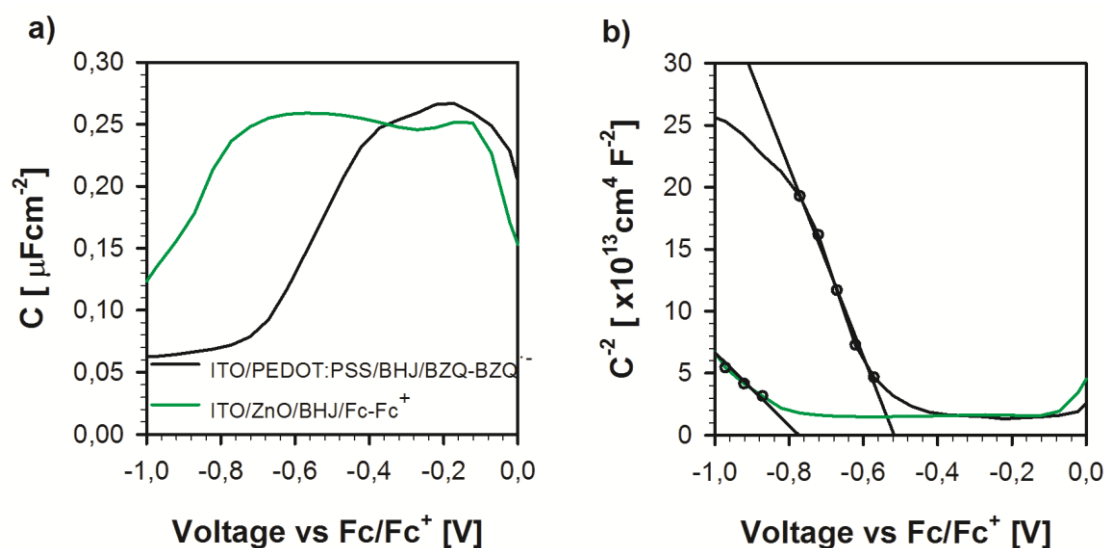 a)
C [ μFcm-2]
0,30
0,25
0,20
0,15
0,10
0,05
0,00
-1,0 -0,8 -0,6 -0,4 -0,2 0,0
Voltage vs Fc/Fc+ [V]
ITO/PEDOT:PSS/BHJ/BZQ-BZQ·-
ITO/ZnO/BHJ/Fc-Fc+
b)
C-2 [ x1013cm4 F-2]
30
25
20
15
10
5
0
-1,0 -0,8 -0,6 -0,4 -0,2 0,0
Voltage vs Fc/Fc+ [V]